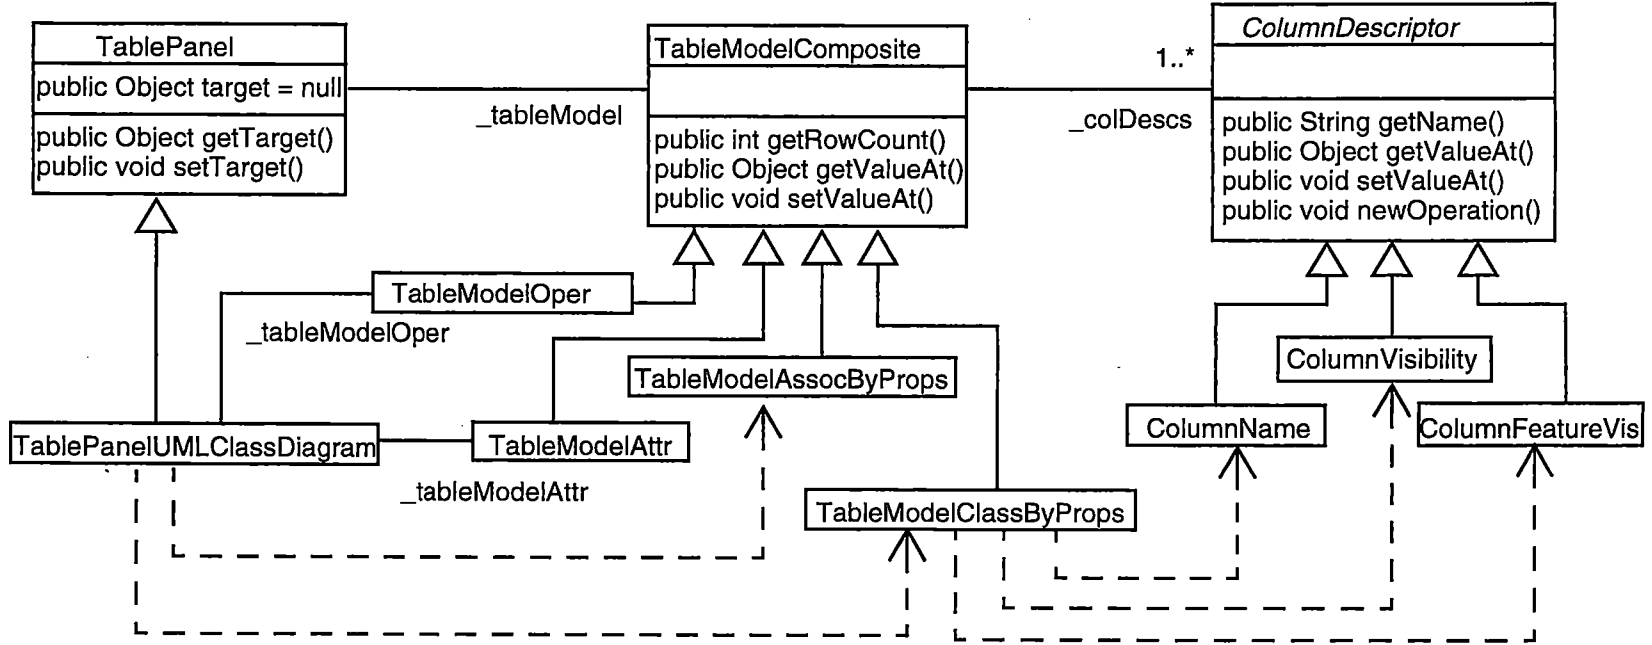 TablePanel
public Object target = null
public Object getTarget()
public void setTarget()
_tableModel
TableModelComposite
public int getRowCount()
public Object getValueAt()
public void setValueAt()
1..*
_colDescs
ColumnDescriptor
public String getName()
public Object getValueAt()
public void setValueAt()
public void newOperation()
TableModelOper
_tableModelOper
TableModelAssocByProps
ColumnVisibility
ColumnName
ColumnFeatureVis
TablePanelUMLClassDiagram
TableModelAttr
_tableModelAttr
TableModelClassByProps